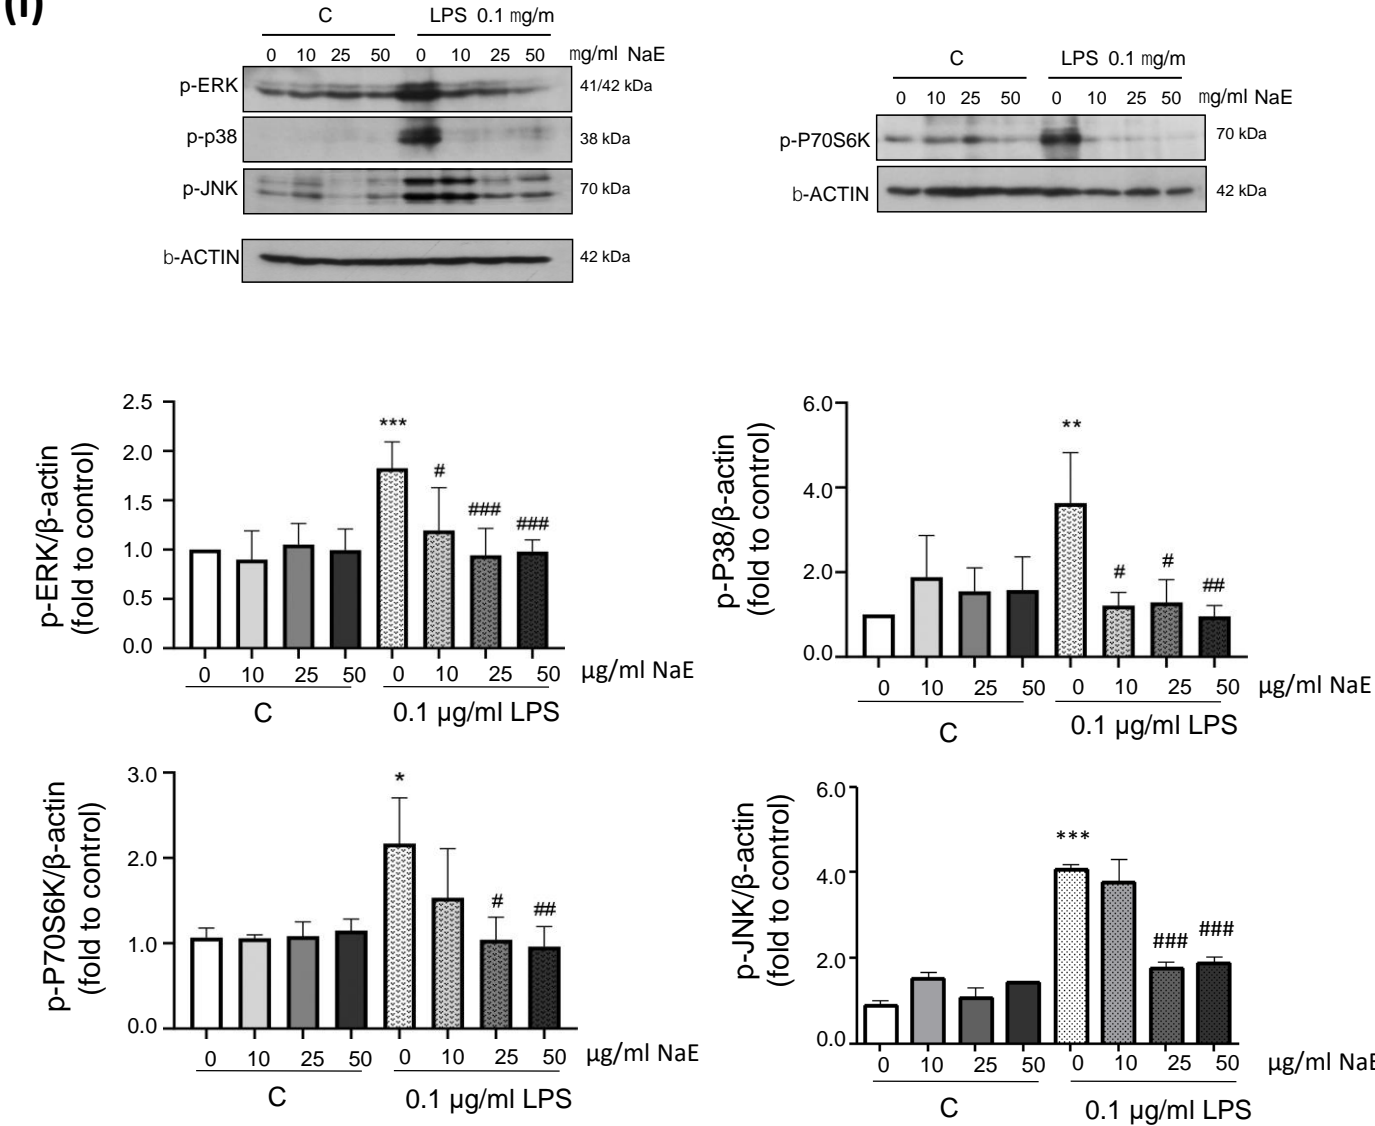 (I)
C LPS 0.1 mg/m
0 10 25 50 0 10 25 50 mg/ml NaE
p-ERK 41/42 kDa
p-p38 38 kDa
p-JNK 70 kDa
b-ACTIN 42 kDa
C LPS 0.1 mg/m
0 10 25 50 0 10 25 50 mg/ml NaE
p-P70S6K 70 kDa
b-ACTIN 42 kDa
p-ERK/β-actin
(fold to control)
2.5
2.0
1.5
1.0
0.5
0.0
***
#
###
###
0 10 25 50 0 10 25 50 µg/ml NaE
C 0.1 µg/ml LPS
p-P38/β-actin
(fold to control)
6.0
4.0
2.0
0.0
**
#
#
##
0 10 25 50 0 10 25 50 µg/ml NaE
C 0.1 µg/ml LPS
p-P70S6K/β-actin
(fold to control)
3.0
2.0
1.0
0.0
*
#
##
0 10 25 50 0 10 25 50 µg/ml NaE
C 0.1 µg/ml LPS
p-JNK/β-actin
(fold to control)
6.0
4.0
2.0
0.0
***
###
###
0 10 25 50 0 10 25 50 µg/ml NaE
C 0.1 µg/ml LPS